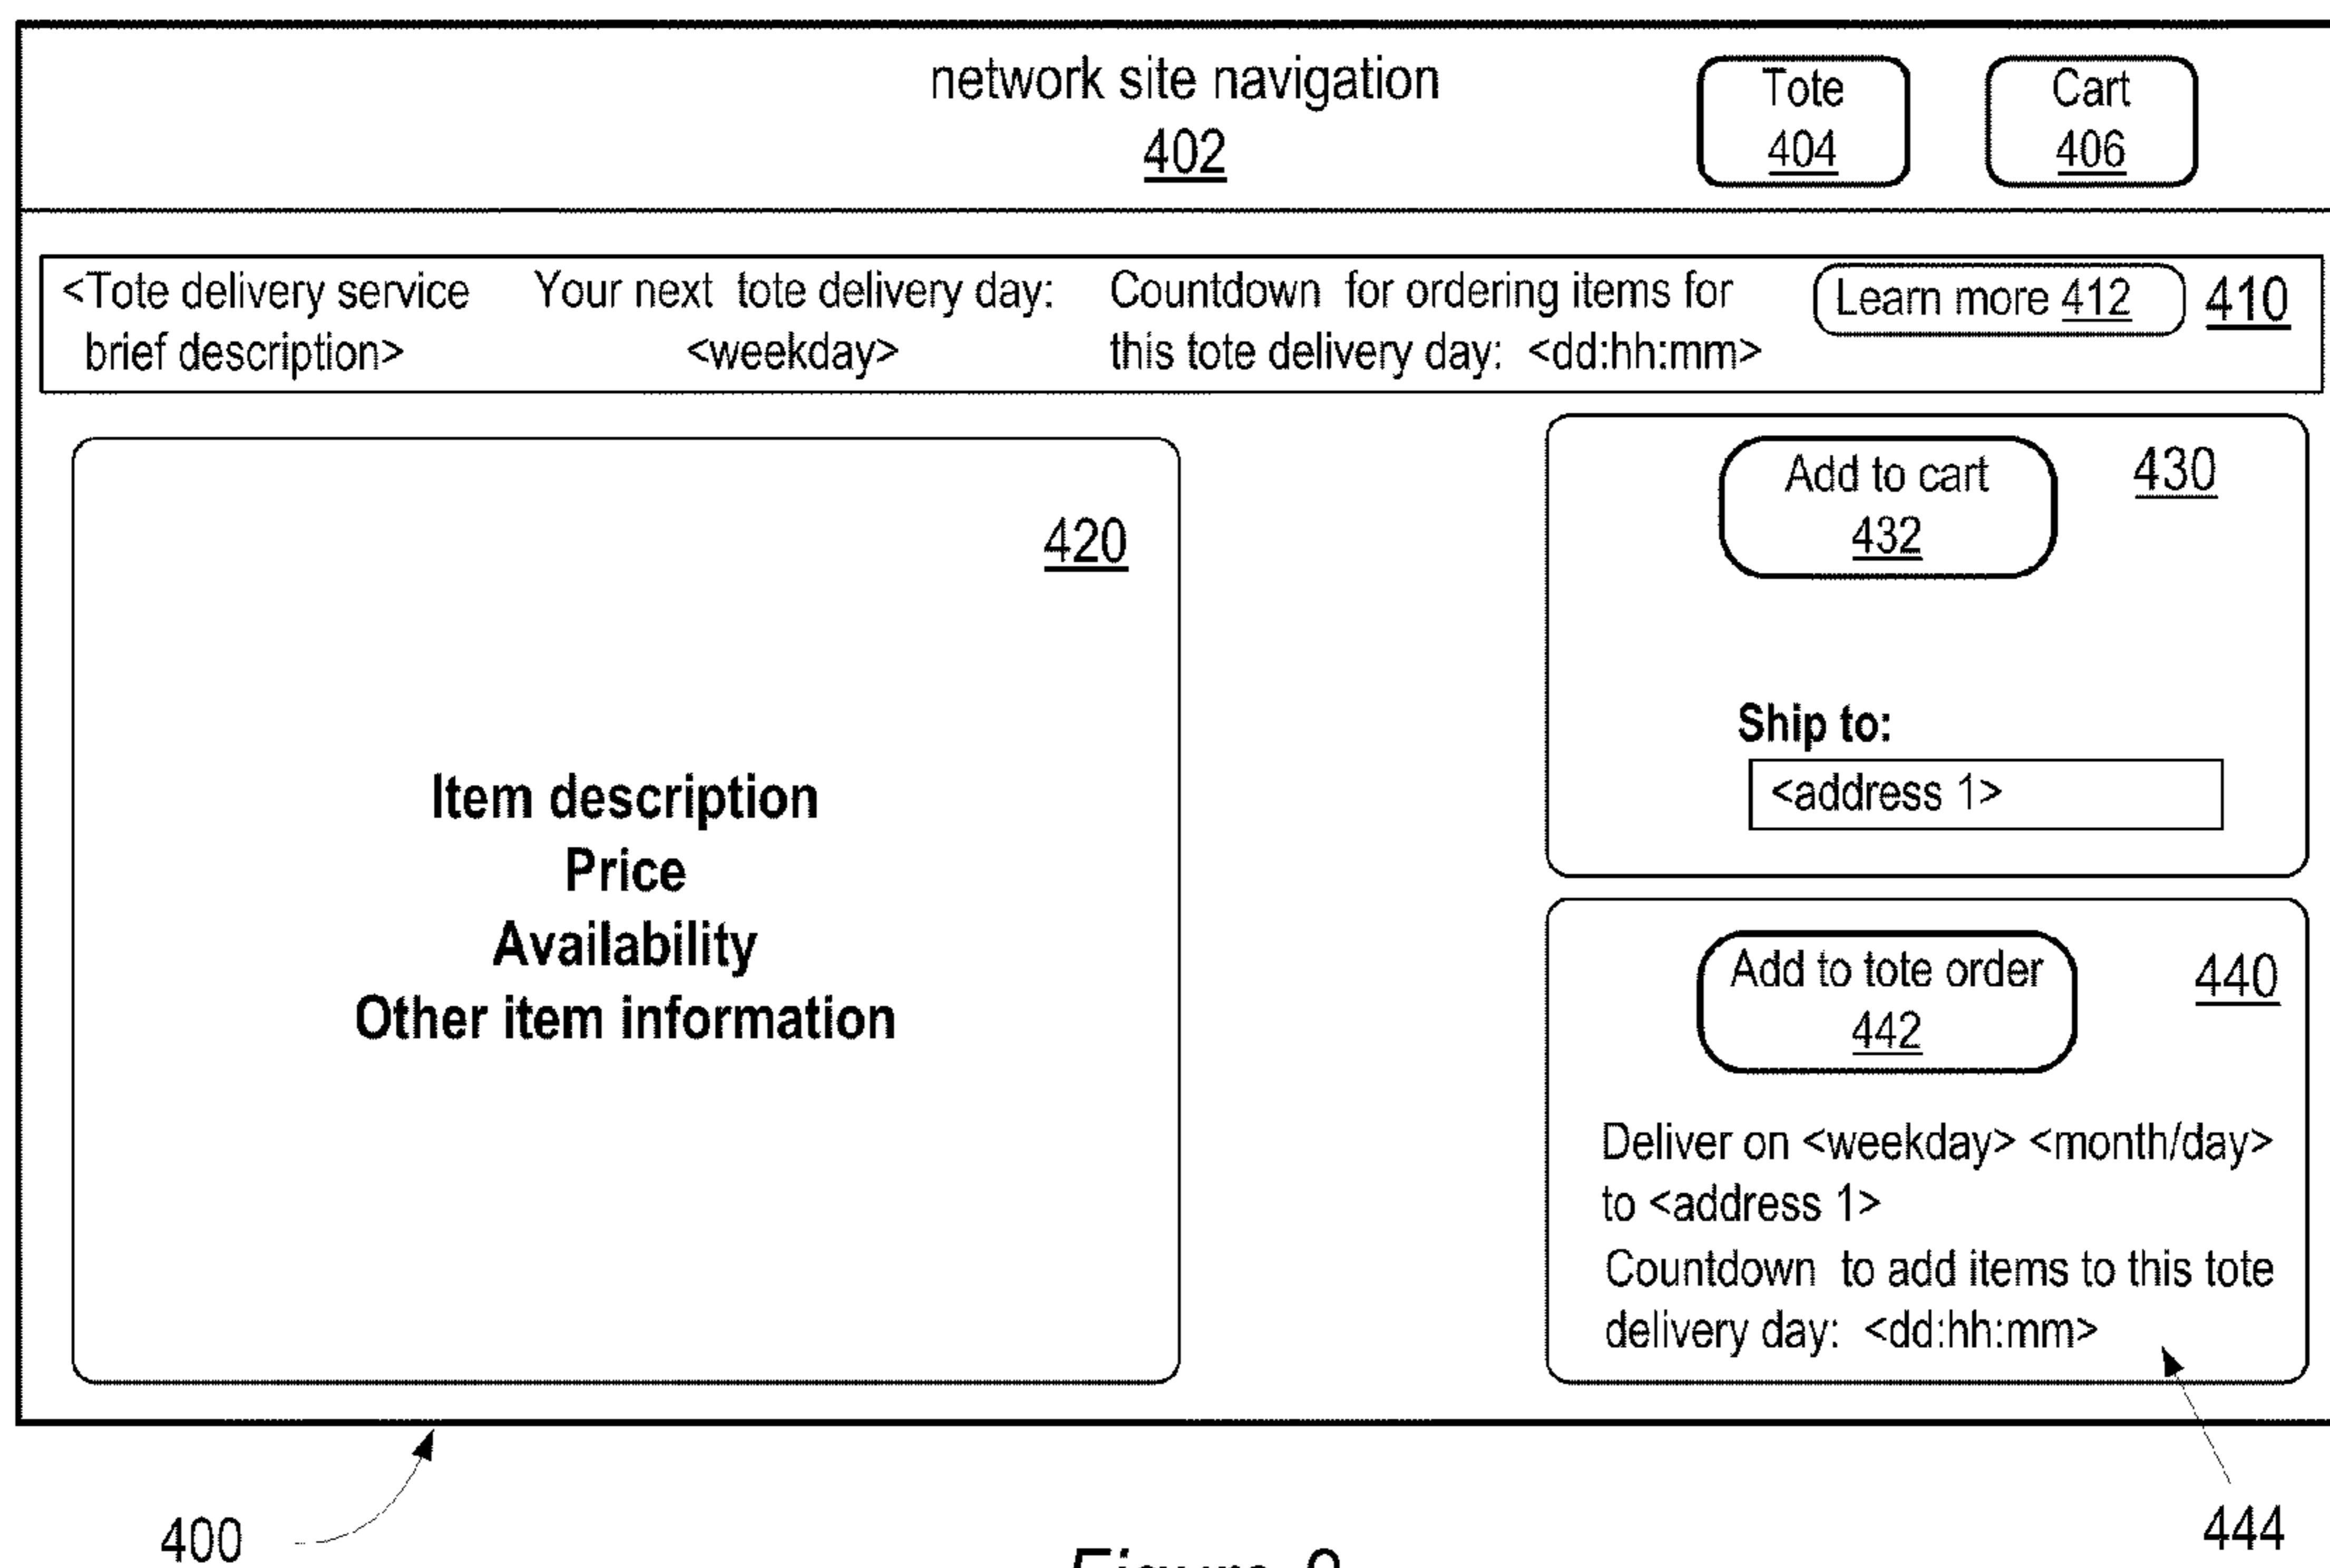 network site navigation
402
Tote
404
Cart
406
<Tote delivery service
brief description>
Your next tote delivery day:
<weekday>
Countdown for ordering items for
this tote delivery day: <dd:hh:mm>
Learn more 412
410
420
Item description
Price
Availability
Other item information
Add to cart
432
430
Ship to:
<address 1>
Add to tote order
442
440
Deliver on <weekday> <month/day>
to <address 1>
Countdown to add items to this tote
delivery day: <dd:hh:mm>
400
444
Figure